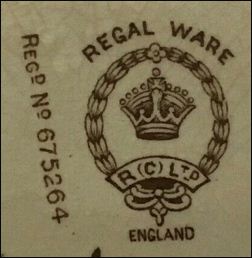 REGAL WARE
R(C) LTD
ENGLAND
REGD NO 675264